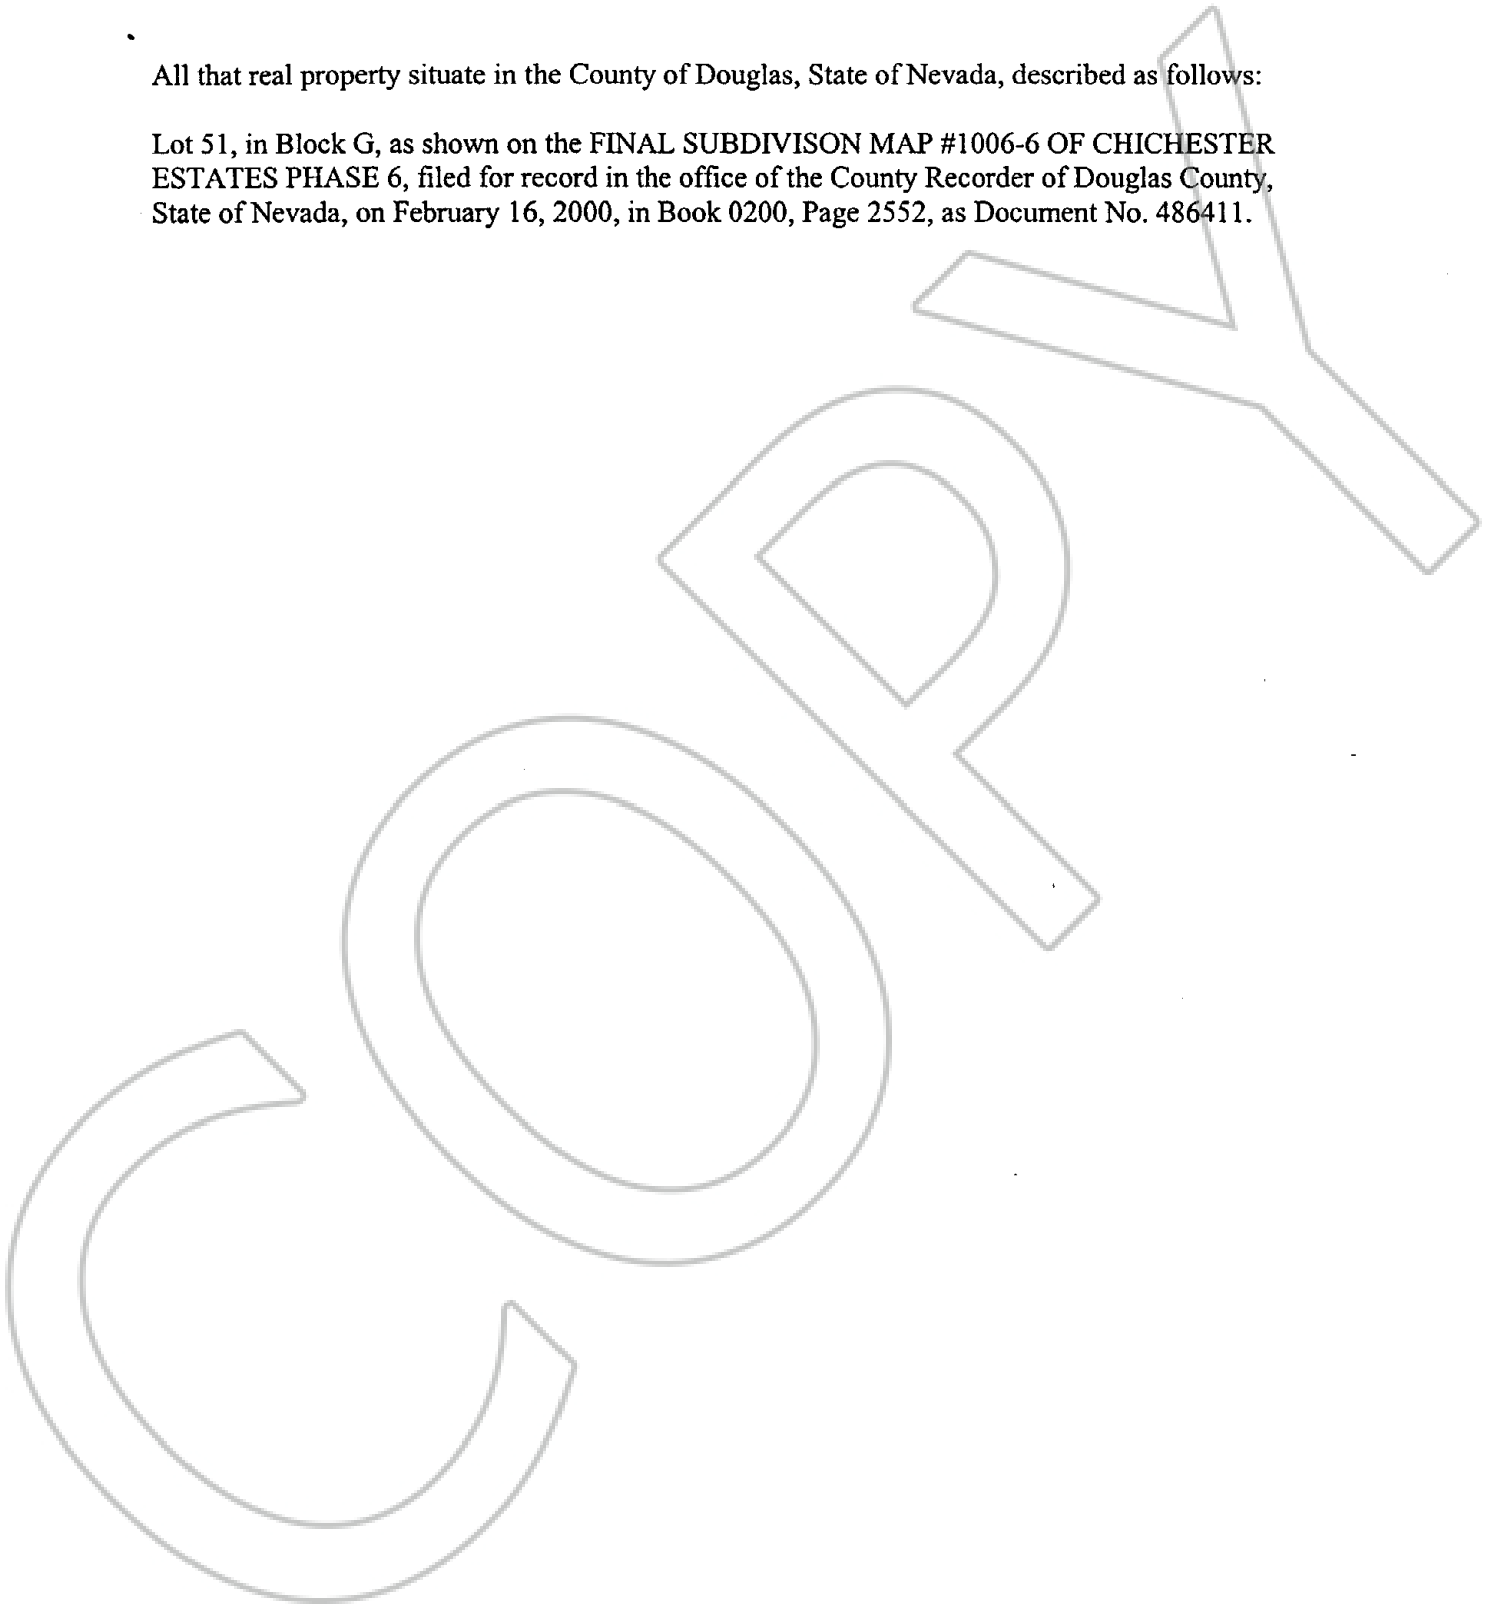 All that real property situate in the County of Douglas, State of Nevada, described as follows:
Lot 51, in Block G, as shown on the FINAL SUBDIVISON MAP #1006-6 OF CHICHESTER
ESTATES PHASE 6, filed for record in the office of the County Recorder of Douglas County,
State of Nevada, on February 16, 2000, in Book 0200, Page 2552, as Document No. 486411.
COPY